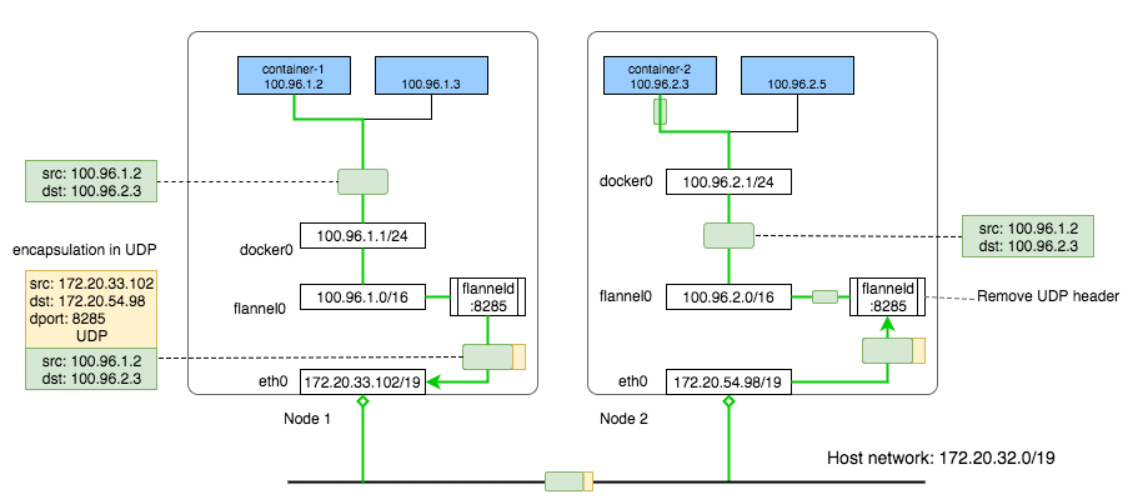 container-1
100.96.1.2
100.96.1.3
src: 100.96.1.2
dst: 100.96.2.3
encapsulation in UDP
src: 172.20.33.102
dst: 172.20.54.98
dport: 8285
UDP
src: 100.96.1.2
dst: 100.96.2.3
docker0
100.96.1.1/24
flannel0
100.96.1.0/16
flanneld
:8285
eth0
172.20.33.102/19
Node 1
container-2
100.96.2.3
100.96.2.5
docker0
100.96.2.1/24
src: 100.96.1.2
dst: 100.96.2.3
flannel0
100.96.2.0/16
flanneld
:8285
Remove UDP header
eth0
172.20.54.98/19
Node 2
Host network: 172.20.32.0/19